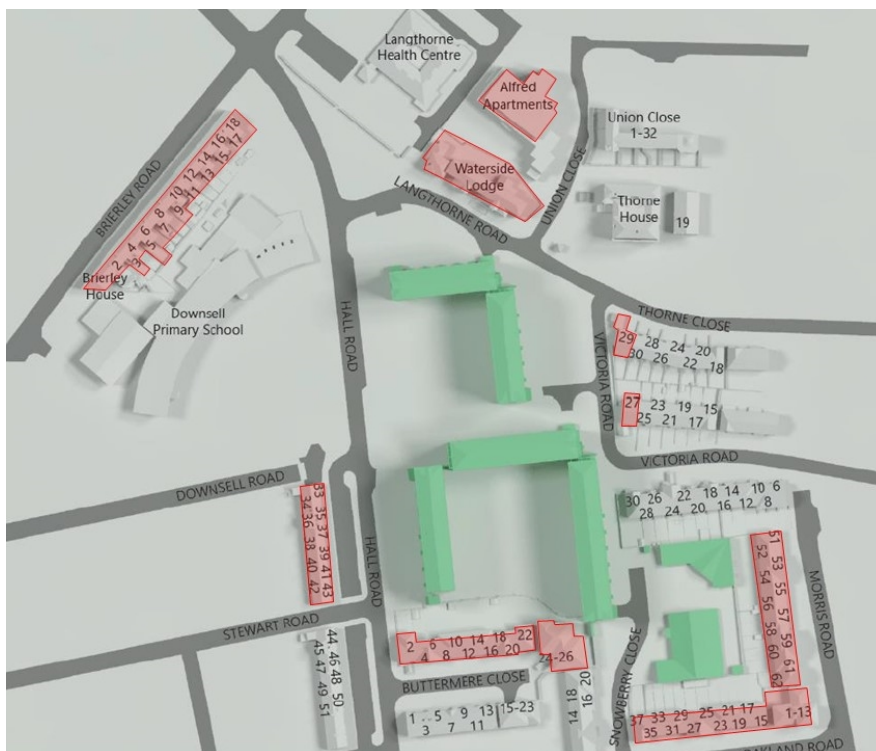 Langthorne
Health Centre
Alfred
Apartments
Union Close
1-32
Waterside
Lodge
LANGTHORNE ROAD
UNION CLOSE
Thorne
House
19
BRIERLEY ROAD
2 4 6 8 10 12 14 16 18
3 5 7 9 11 13 15 17
Brierley
House
Downsell
Primary School
HALL ROAD
THORNE CLOSE
VICTORIA ROAD
29 28 24 20
30 26 22 18
27 23 19 15
25 21 17
VICTORIA ROAD
DOWNSELL ROAD
33 35 37 39 41 43
34 36 38 40 42
HALL ROAD
30 26 22 18 14 10 6
28 24 20 16 12 8
51 53 55 57 59 61
52 54 56 58 60 62
MORRIS ROAD
STEWART ROAD
44 46 48 50
45 47 49 51
2 6 10 14 18 22
4 8 12 16 20
24-26
BUTTERMERE CLOSE
1 .. 5 9 13 15-23
3 7 11
14 18
16 20
SNOWBERRY CLOSE
37 33 29 25 21 17
35 31 27 23 19 15
1-13
OAKLAND ROAD